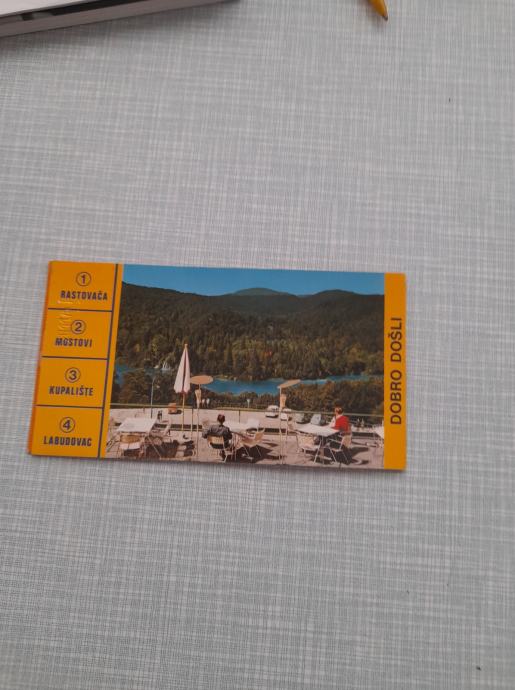 1
RASTOVAČA
2
MOSTOVI
3
KUPALIŠTE
4
LABUDOVAC
DOBRO DOŠLI